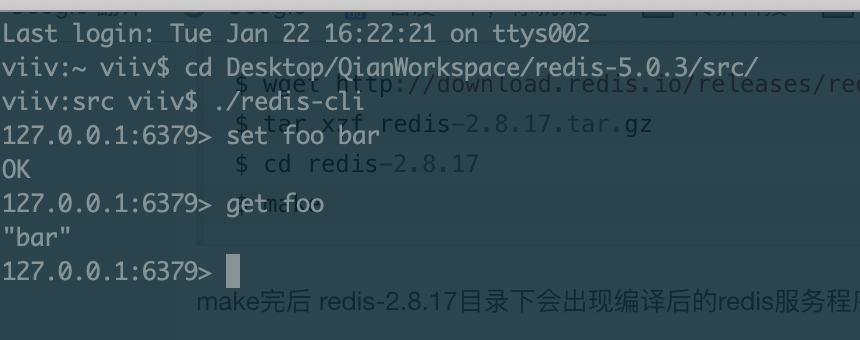 Last login: Tue Jan 22 16:22:21 on ttys002
viiv:~ viiv$ cd Desktop/QianWorkspace/redis-5.0.3/src/
$ wget http://download.redis.io/releases/red
viiv:src viiv$ ./redis-cli
$ tar xzf redis-2.8.17.tar.gz
127.0.0.1:6379> set foo bar
$ cd redis-2.8.17
OK
127.0.0.1:6379> get foo
$ make
"bar"
127.0.0.1:6379>
make完后 redis-2.8.17目录下会出现编译后的redis服务程